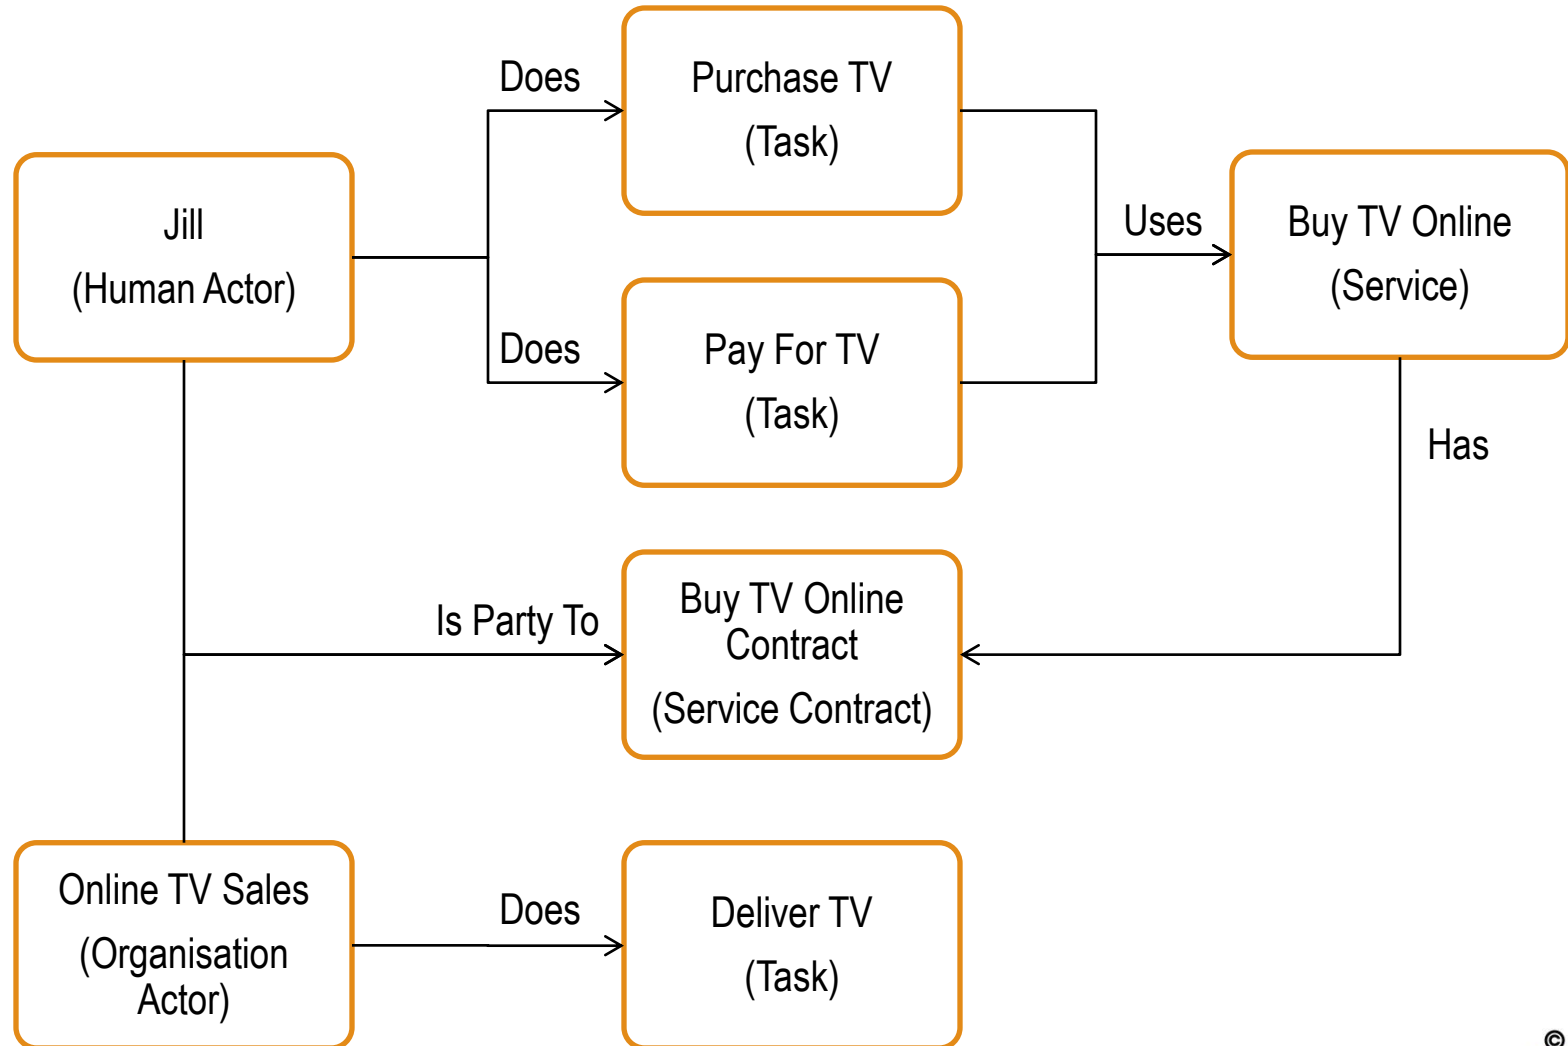 Does
Purchase TV
(Task)
Jill
(Human Actor)
Uses
Buy TV Online
(Service)
Does
Pay For TV
(Task)
Has
Is Party To
Buy TV Online
Contract
(Service Contract)
Online TV Sales
(Organisation
Actor)
Does
Deliver TV
(Task)
©